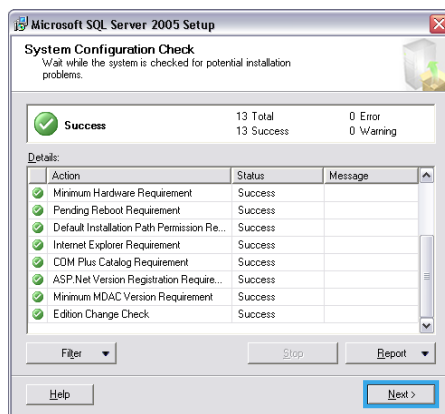 Microsoft SQL Server 2005 Setup
System Configuration Check
Wait while the system is checked for potential installation
problems.
Success
13 Total
0 Error
13 Success
0 Warning
Details:
Action Status Message
Minimum Hardware Requirement Success
Pending Reboot Requirement Success
Default Installation Path Permission Re... Success
Internet Explorer Requirement Success
COM Plus Catalog Requirement Success
ASP.Net Version Registration Require... Success
Minimum MDAC Version Requirement Success
Edition Change Check Success
Filter Stop Report
Help Next >